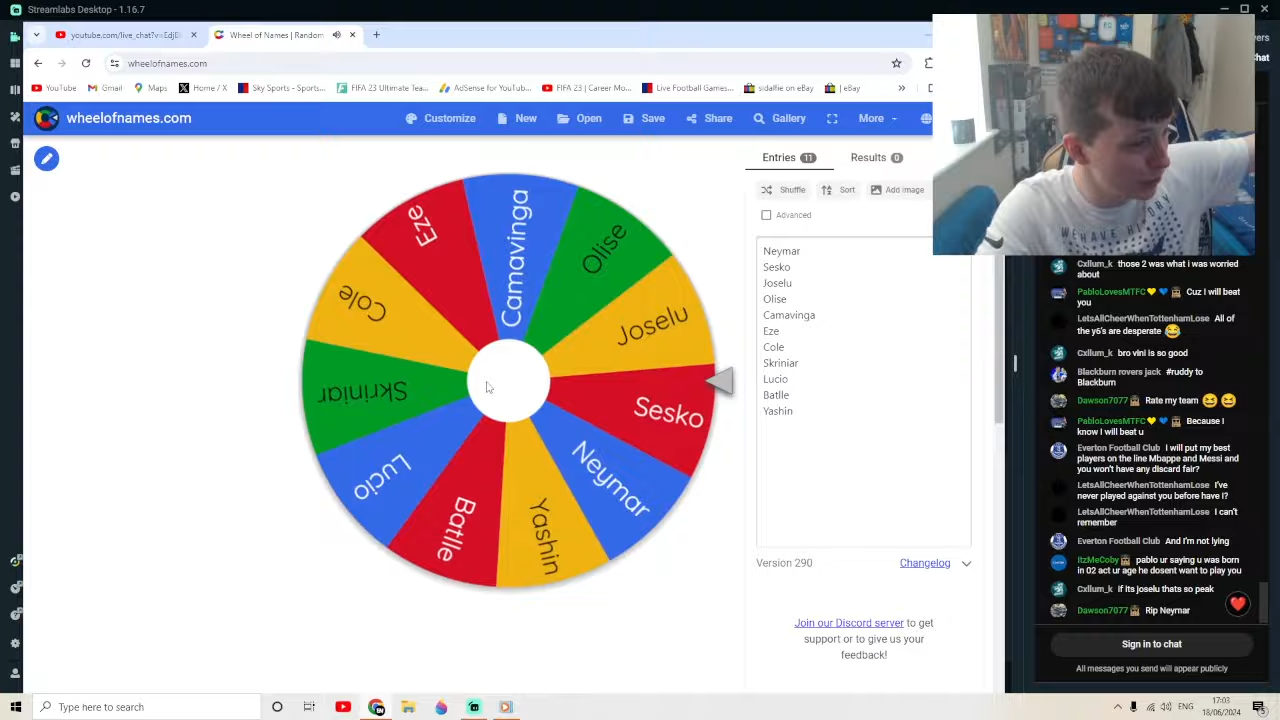 Streamlabs Desktop - 1.16.7
youtube.com/live_chat?v=EdjB
Wheel of Names | Random
wheelofnames.com
YouTube
Gmail
Maps
Home / X
Sky Sports - Sports...
FIFA 23 Ultimate Tea...
AdSense for YouTub...
FIFA 23 | Career Mo...
Live Football Games...
sidalfie on eBay
eBay
wheelofnames.com
Customize
New
Open
Save
Share
Gallery
More
Entries 11
Results 0
Shuffle
Sort
Add image
Advanced
Neymar
Sesko
Joselu
Olise
Camavinga
Eze
Cole
Skriniar
Lucio
Batlle
Yashin
Version 290
Changelog
Join our Discord server to get
support or to give us your
feedback!
Eze
Camavinga
Olise
Joselu
Sesko
Neymar
Yashin
Batlle
Lucio
Skriniar
Cole
WE HAVE
Chat
Cxllum_k those 2 was what i was worried
about
PabloLovesMTFC💛💙 Cuz I will beat
you
LetsAllCheerWhenTottenhamLose All of
the y6's are desperate 😂
Cxllum_k bro vini is so good
Blackburn rovers jack #ruddy to
Blackburn
Dawson7077 Rate my team 😆😆
PabloLovesMTFC💛💙 Because I
know I will beat u
Everton Football Club I will put my best
players on the line Mbappe and Messi and
you won't have any discard fair?
LetsAllCheerWhenTottenhamLose I've
never played against you before have I?
LetsAllCheerWhenTottenhamLose I can't
remember
Everton Football Club And I'm not lying
ItzMeCoby pablo ur saying u was born
in 02 act ur age he dosent want to play you
Cxllum_k if Its Joselu thats so peak
Dawson7077 Rip Neymar
Sign in to chat
All messages you send will appear publicly
Type here to search
17:03
18/06/2024